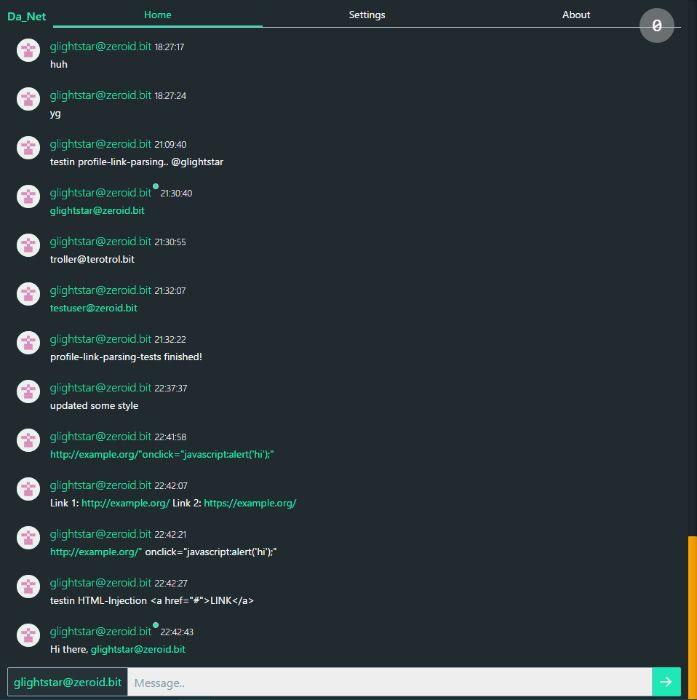 Da_Net
Home
Settings
About
0
glightstar@zeroid.bit 18:27:17
huh
glightstar@zeroid.bit 18:27:24
yg
glightstar@zeroid.bit 21:09:40
testin profile-link-parsing.. @glightstar
glightstar@zeroid.bit 21:30:40
glightstar@zeroid.bit
glightstar@zeroid.bit 21:30:55
troller@terotrol.bit
glightstar@zeroid.bit 21:32:07
testuser@zeroid.bit
glightstar@zeroid.bit 21:32:22
profile-link-parsing-tests finished!
glightstar@zeroid.bit 22:37:37
updated some style
glightstar@zeroid.bit 22:41:58
http://example.org/"onclick="javascript:alert('hi');"
glightstar@zeroid.bit 22:42:07
Link 1: http://example.org/ Link 2: https://example.org/
glightstar@zeroid.bit 22:42:21
http://example.org/" onclick="javascript:alert('hi');"
glightstar@zeroid.bit 22:42:27
testin HTML-Injection <a href="#">LINK</a>
glightstar@zeroid.bit 22:42:43
Hi there, glightstar@zeroid.bit
glightstar@zeroid.bit Message..